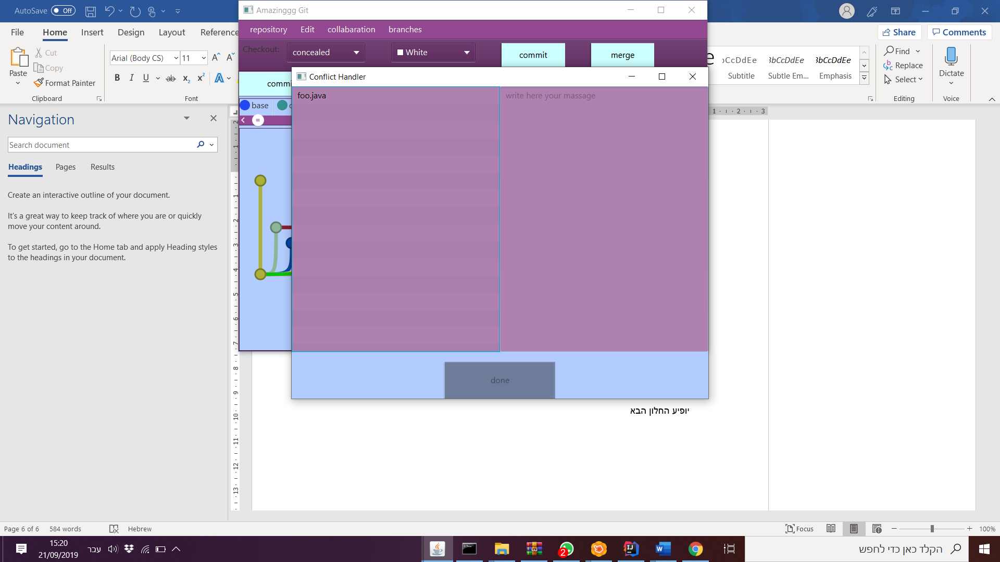 AutoSave Off
Amazinggg Git
File Home Insert Design Layout Reference
repository Edit collabaration branches
Share Comments
Checkout: concealed White commit merge
Paste
Cut
Copy
Format Painter
Clipboard
Arial (Body CS) 11
Font
Subtitle Subtle Em... Emphasis
Find
Replace
Select
Editing
Dictate
Voice
Conflict Handler
foo.java
write here your massage
base
done
Navigation
Search document
Headings Pages Results
Create an interactive outline of your document.
It's a great way to keep track of where you are or quickly
move your content around.
To get started, go to the Home tab and apply Heading styles
to the headings in your document.
יופיע החלון הבא
Page 6 of 6 584 words Hebrew
Focus 100%
15:20
21/09/2019
עבר
2
הקלד כאן כדי לחפש